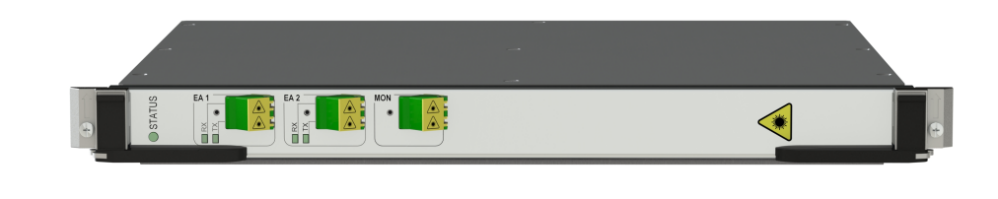 STATUS
EA 1
RX
TX
EA 2
RX
TX
MON